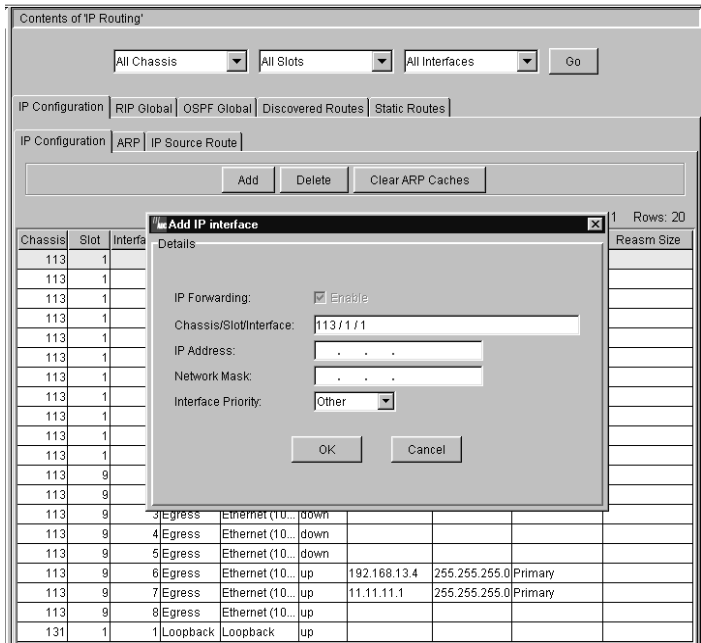 Contents of 'IP Routing'
All Chassis All Slots All Interfaces Go
IP Configuration RIP Global OSPF Global Discovered Routes Static Routes
IP Configuration ARP IP Source Route
Add Delete Clear ARP Caches
1 Rows: 20
Add IP interface
Chassis Slot Interfa Reasm Size
Details
113 1
113 1
113 1
IP Forwarding: Enable
113 1
Chassis/Slot/Interface: 113 / 1 / 1
113 1
IP Address: . . .
113 1
Network Mask: . . .
113 1
Interface Priority: Other
113 1
113 1
113 1
OK Cancel
113 1
113 9
113 9
113 9 3 Egress Ethernet (10... down
113 9 4 Egress Ethernet (10... down
113 9 5 Egress Ethernet (10... down
113 9 6 Egress Ethernet (10... up 192.168.13.4 255.255.255.0 Primary
113 9 7 Egress Ethernet (10... up 11.11.11.1 255.255.255.0 Primary
113 9 8 Egress Ethernet (10... up
131 1 1 Loopback Loopback up